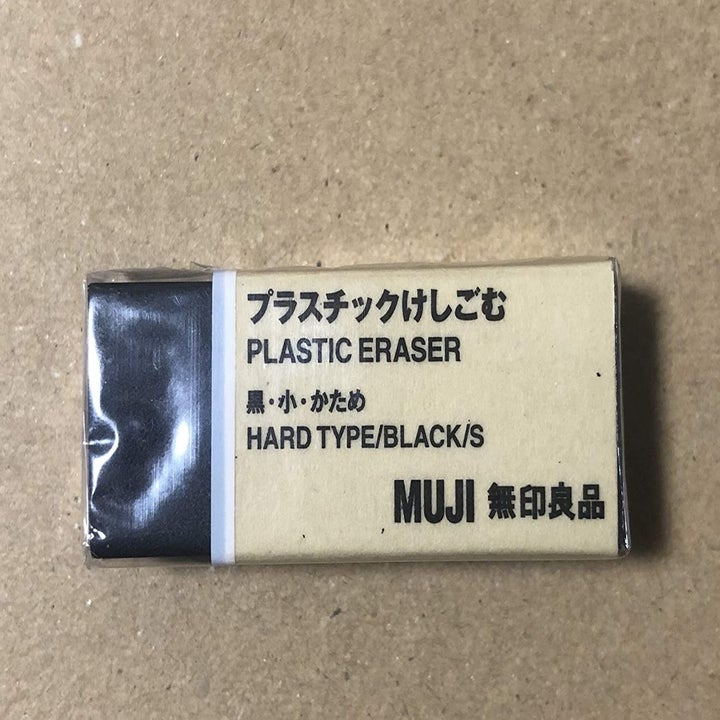 プラスチックけしごむ
PLASTIC ERASER
黒・小・かため
HARD TYPE/BLACK/S
MUJI 無印良品